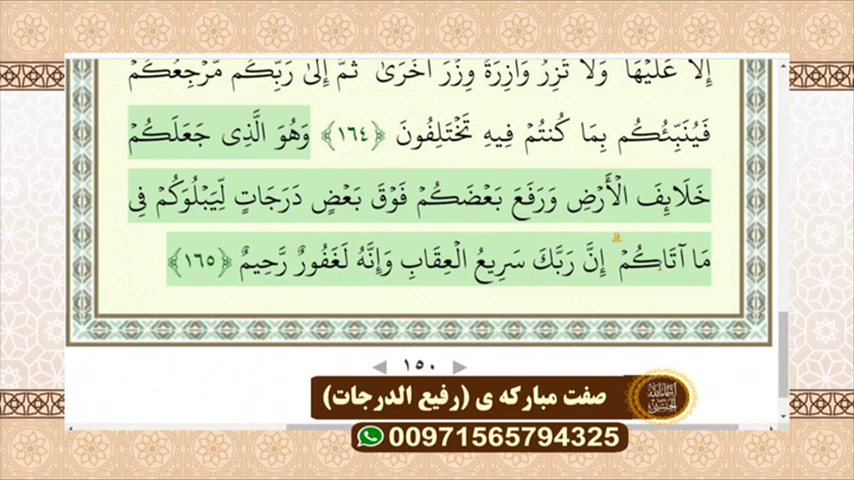 إِلَّا عَلَيْهَا ۚ وَلَا تَزِرُ وَازِرَةٌ وِزْرَ أُخْرَىٰ ۚ ثُمَّ إِلَىٰ رَبِّكُم مَّرْجِعُكُمْ
فَيُنَبِّئُكُم بِمَا كُنتُمْ فِيهِ تَخْتَلِفُونَ ﴿١٦٤﴾ وَهُوَ الَّذِي جَعَلَكُمْ
خَلَائِفَ الْأَرْضِ وَرَفَعَ بَعْضَكُمْ فَوْقَ بَعْضٍ دَرَجَاتٍ لِّيَبْلُوَكُمْ فِي
مَا آتَاكُمْ ۗ إِنَّ رَبَّكَ سَرِيعُ الْعِقَابِ وَإِنَّهُ لَغَفُورٌ رَّحِيمٌ ﴿١٦٥﴾
١٥٠
صفت مبارکه ی (رفیع الدرجات)
00971565794325